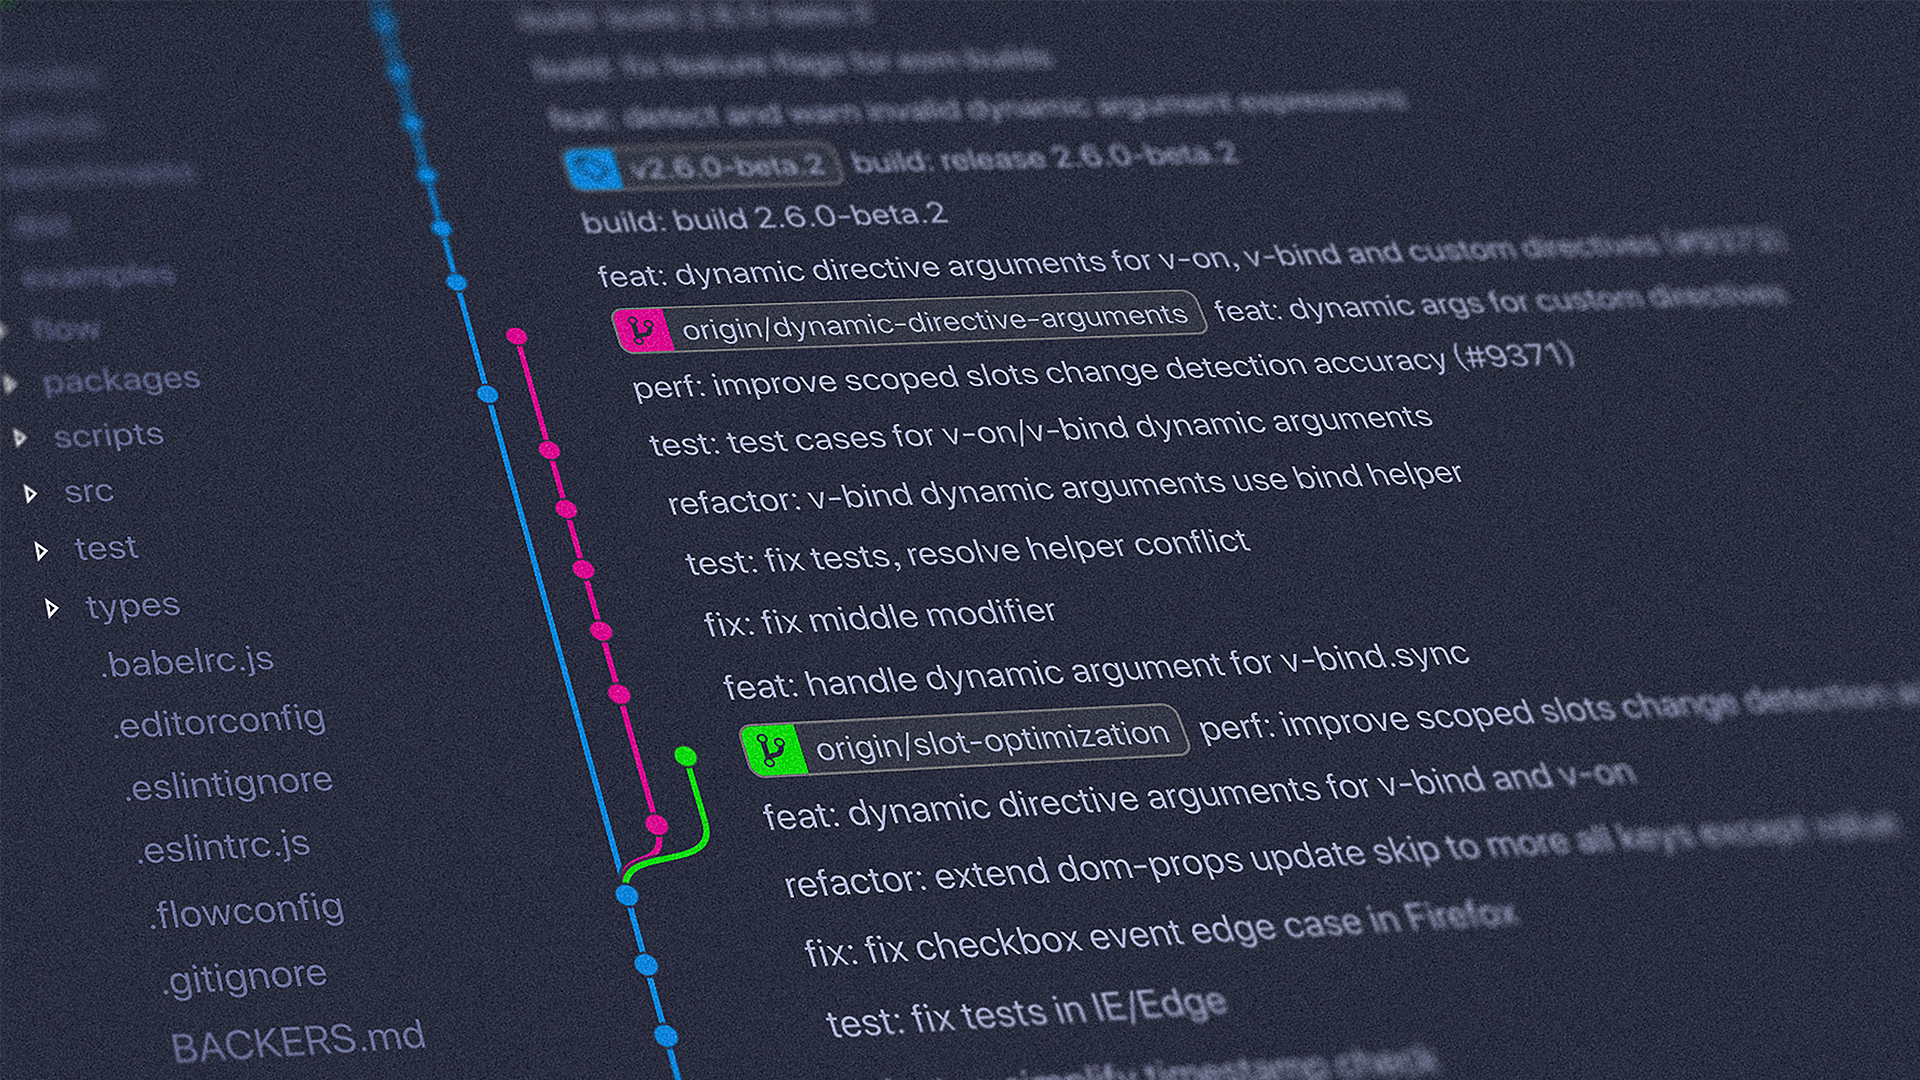 examples
flow
packages
scripts
src
test
types
.babelrc.js
.editorconfig
.eslintignore
.eslintrc.js
.flowconfig
.gitignore
BACKERS.md
build: fix feature flags for esm builds
feat: detect and warn invalid dynamic argument expressions
v2.6.0-beta.2 build: release 2.6.0-beta.2
build: build 2.6.0-beta.2
feat: dynamic directive arguments for v-on, v-bind and custom directives (#9373)
origin/dynamic-directive-arguments feat: dynamic args for custom directives
perf: improve scoped slots change detection accuracy (#9371)
test: test cases for v-on/v-bind dynamic arguments
refactor: v-bind dynamic arguments use bind helper
test: fix tests, resolve helper conflict
fix: fix middle modifier
feat: handle dynamic argument for v-bind.sync
origin/slot-optimization perf: improve scoped slots change detection
feat: dynamic directive arguments for v-bind and v-on
refactor: extend dom-props update skip to more all keys except value
fix: fix checkbox event edge case in Firefox
test: fix tests in IE/Edge
simplify timestamp check